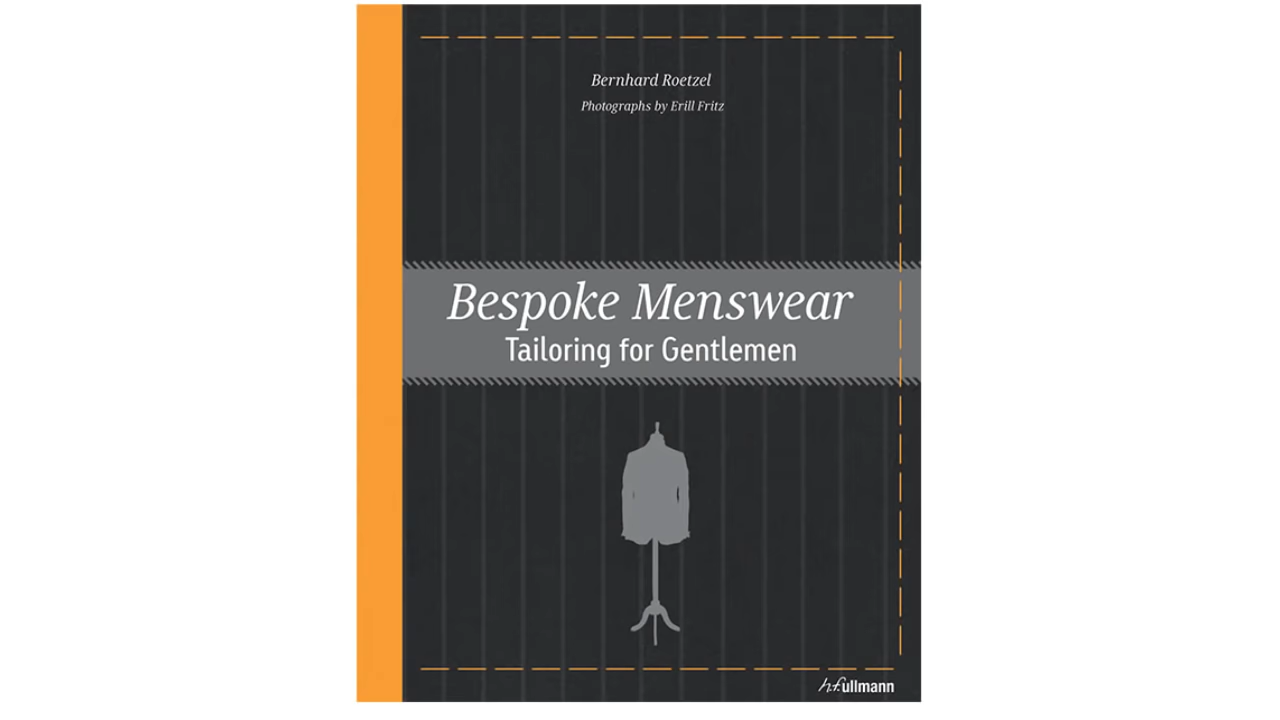 Bernhard Roetzel
Photographs by Erill Fritz
Bespoke Menswear
Tailoring for Gentlemen
h.f.ullmann